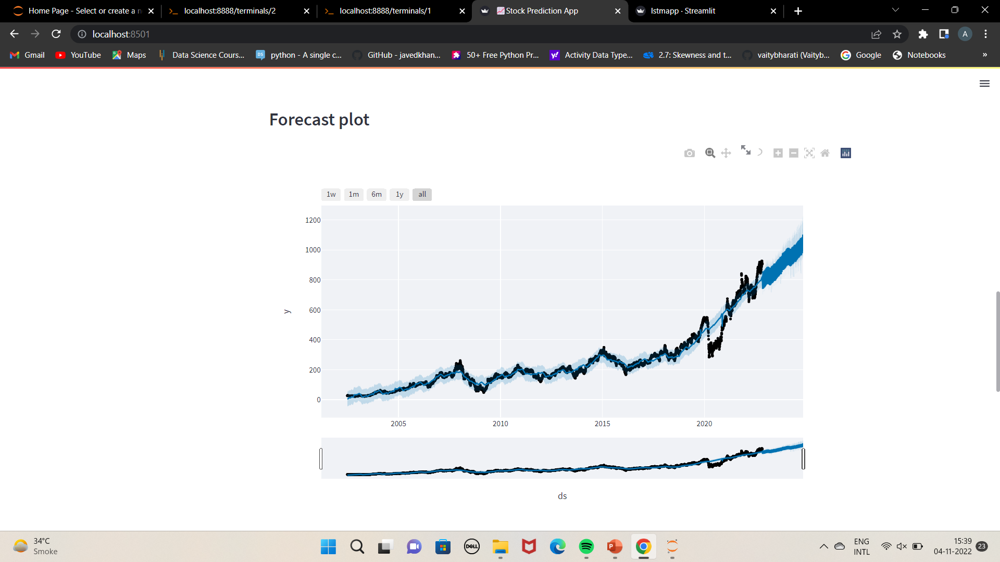 Home Page - Select or create a n
localhost:8888/terminals/2
localhost:8888/terminals/1
Stock Prediction App
lstmapp · Streamlit
localhost:8501
A
Gmail
YouTube
Maps
Data Science Cours...
DS
python - A single c...
GitHub - javedkhan...
50+ Free Python Pr...
y!
Activity Data Type...
2.7: Skewness and t...
vaitybharati (Vaityb...
Google
Notebooks
»
Forecast plot
1w
1m
6m
1y
all
1200
1000
800
600
400
200
0
y
2005
2010
2015
2020
ds
34°C
Smoke
DELL
P
ENG
INTL
15:39
04-11-2022
23